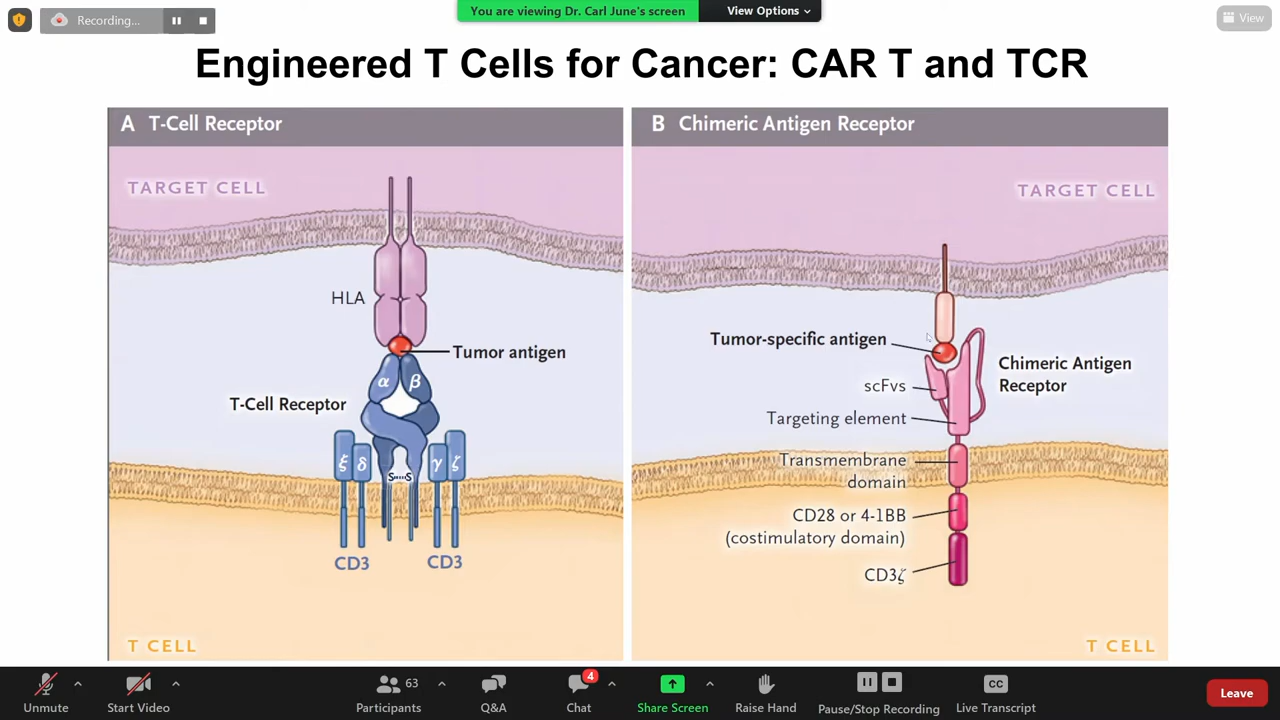 Recording...
You are viewing Dr. Carl June's screen
View Options
View
Engineered T Cells for Cancer: CAR T and TCR
A T-Cell Receptor
TARGET CELL
HLA
Tumor antigen
α β
T-Cell Receptor
ξ δ γ ζ
S S
CD3 CD3
T CELL
B Chimeric Antigen Receptor
TARGET CELL
Tumor-specific antigen
Chimeric Antigen
Receptor
scFvs
Targeting element
Transmembrane
domain
CD28 or 4-1BB
(costimulatory domain)
CD3ζ
T CELL
Unmute
Start Video
63
Participants
Q&A
4
Chat
Share Screen
Raise Hand
Pause/Stop Recording
CC
Live Transcript
Leave